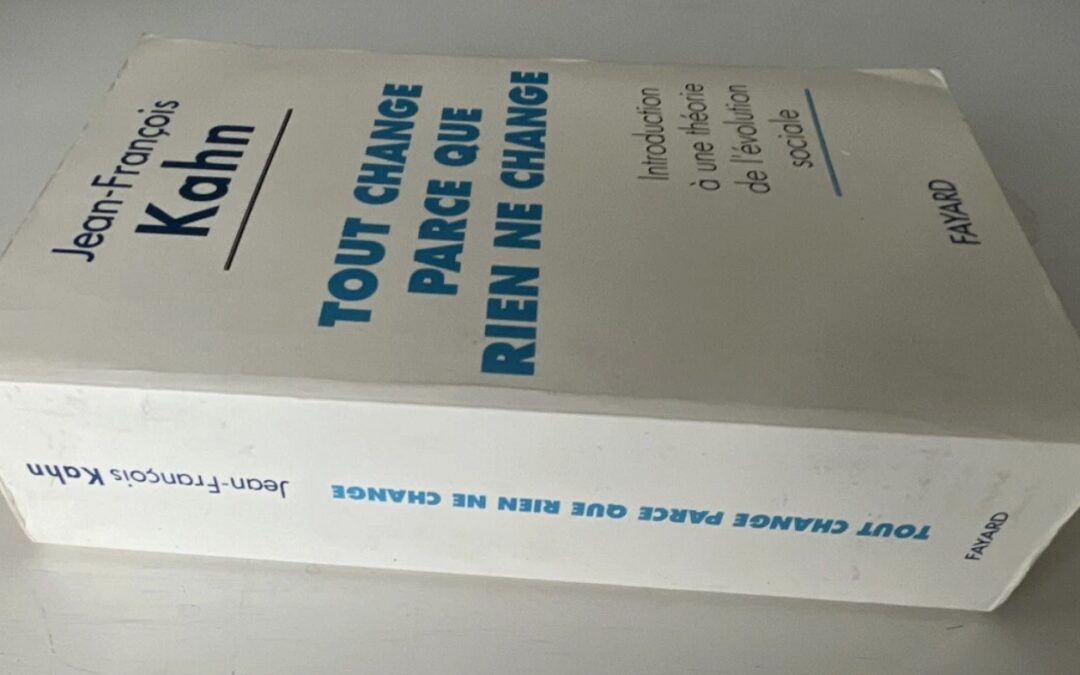 Jean-François
Kahn
TOUT CHANGE
PARCE QUE
RIEN NE CHANGE
Introduction
à une théorie
de l'évolution
sociale
FAYARD
Jean-François Kahn
TOUT CHANGE PARCE QUE RIEN NE CHANGE
FAYARD